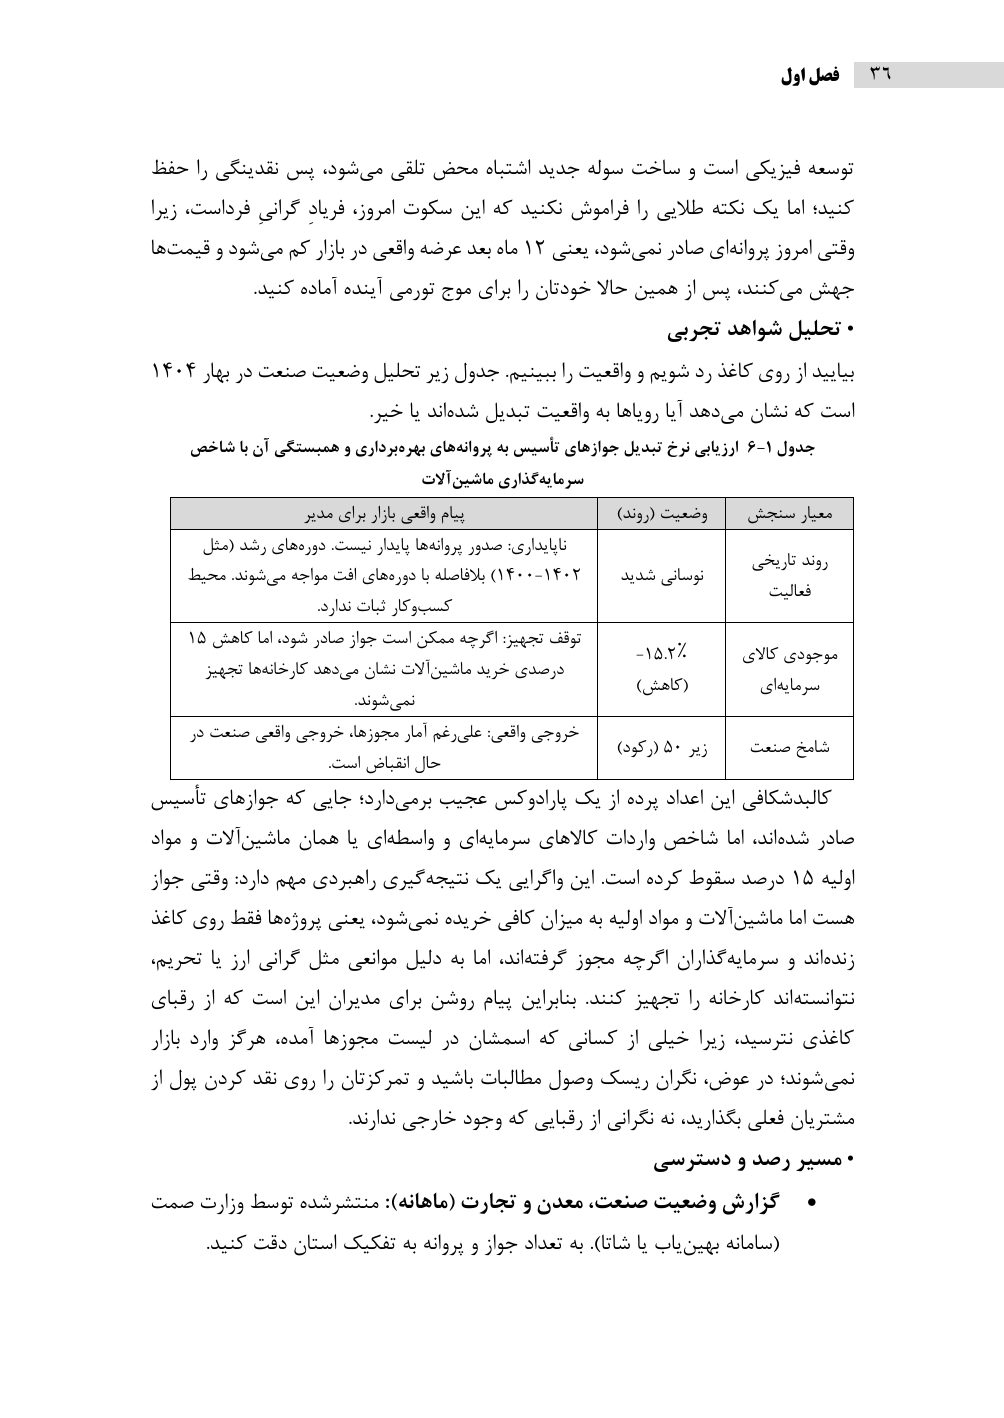 ۳۶ فصل اول
توسعه فیزیکی است و ساخت سوله جدید اشتباه محض تلقی می‌شود، پس نقدینگی را حفظ
کنید؛ اما یک نکته طلایی را فراموش نکنید که این سکوت امروز، فریادِ گرانیِ فرداست، زیرا
وقتی امروز پروانه‌ای صادر نمی‌شود، یعنی ۱۲ ماه بعد عرضه واقعی در بازار کم می‌شود و قیمت‌ها
جهش می‌کنند، پس از همین حالا خودتان را برای موج تورمی آینده آماده کنید.
• تحلیل شواهد تجربی
بیایید از روی کاغذ رد شویم و واقعیت را ببینیم. جدول زیر تحلیل وضعیت صنعت در بهار ۱۴۰۴
است که نشان می‌دهد آیا رویاها به واقعیت تبدیل شده‌اند یا خیر.
جدول ۱-۶ ارزیابی نرخ تبدیل جوازهای تأسیس به پروانه‌های بهره‌برداری و همبستگی آن با شاخص
سرمایه‌گذاری ماشین‌آلات
معیار سنجش وضعیت (روند) پیام واقعی بازار برای مدیر
روند تاریخی
فعالیت
نوسانی شدید
ناپایداری: صدور پروانه‌ها پایدار نیست. دوره‌های رشد (مثل
۱۴۰۲-۱۴۰۰) بلافاصله با دوره‌های افت مواجه می‌شوند. محیط
کسب‌وکار ثبات ندارد.
موجودی کالای
سرمایه‌ای
-۱۵.۲٪
(کاهش)
توقف تجهیز: اگرچه ممکن است جواز صادر شود، اما کاهش ۱۵
درصدی خرید ماشین‌آلات نشان می‌دهد کارخانه‌ها تجهیز
نمی‌شوند.
شامخ صنعت
زیر ۵۰ (رکود)
خروجی واقعی: علی‌رغم آمار مجوزها، خروجی واقعی صنعت در
حال انقباض است.
کالبدشکافی این اعداد پرده از یک پارادوکس عجیب برمی‌دارد؛ جایی که جوازهای تأسیس
صادر شده‌اند، اما شاخص واردات کالاهای سرمایه‌ای و واسطه‌ای یا همان ماشین‌آلات و مواد
اولیه ۱۵ درصد سقوط کرده است. این واگرایی یک نتیجه‌گیری راهبردی مهم دارد: وقتی جواز
هست اما ماشین‌آلات و مواد اولیه به میزان کافی خریده نمی‌شود، یعنی پروژه‌ها فقط روی کاغذ
زنده‌اند و سرمایه‌گذاران اگرچه مجوز گرفته‌اند، اما به دلیل موانعی مثل گرانی ارز یا تحریم،
نتوانسته‌اند کارخانه را تجهیز کنند. بنابراین پیام روشن برای مدیران این است که از رقبای
کاغذی نترسید، زیرا خیلی از کسانی که اسمشان در لیست مجوزها آمده، هرگز وارد بازار
نمی‌شوند؛ در عوض، نگران ریسک وصول مطالبات باشید و تمرکزتان را روی نقد کردن پول از
مشتریان فعلی بگذارید، نه نگرانی از رقبایی که وجود خارجی ندارند.
• مسیر رصد و دسترسی
• گزارش وضعیت صنعت، معدن و تجارت (ماهانه): منتشرشده توسط وزارت صمت
(سامانه بهین‌یاب یا شاتا). به تعداد جواز و پروانه به تفکیک استان دقت کنید.